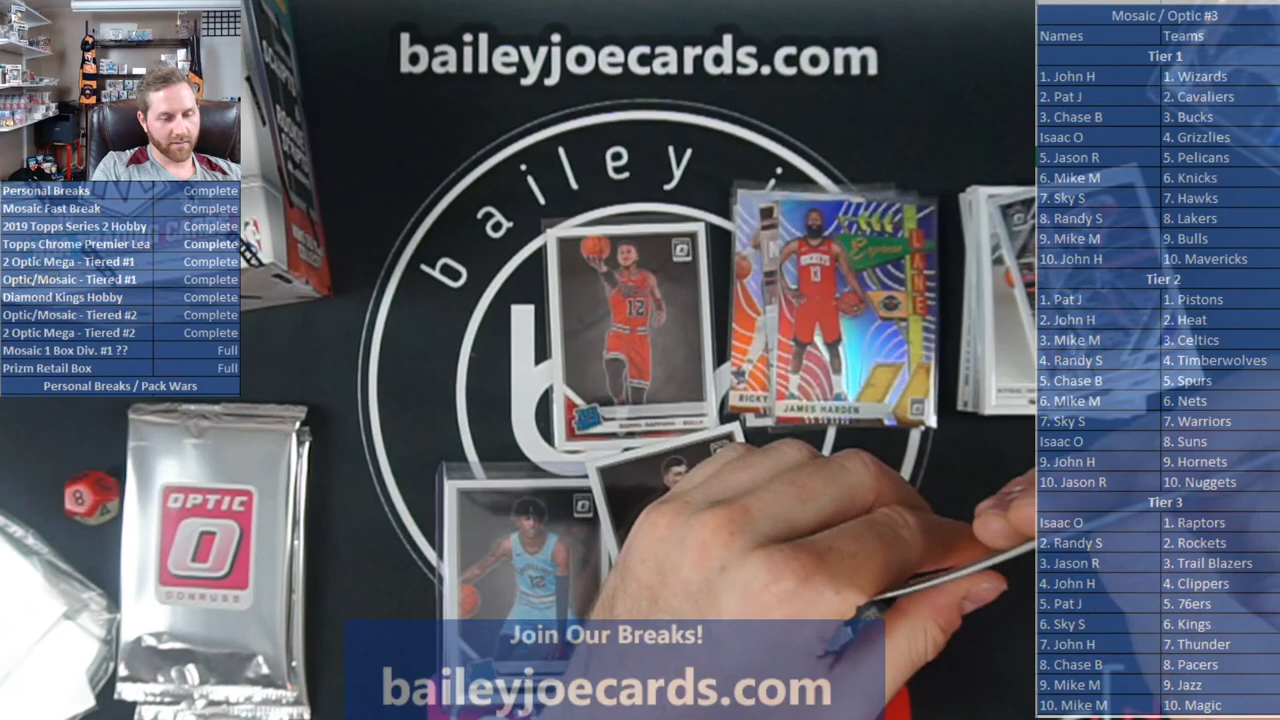 baileyjoecards.com
bailey j
Personal Breaks Complete
Mosaic Fast Break Complete
2019 Topps Series 2 Hobby Complete
Topps Chrome Premier Lea Complete
2 Optic Mega - Tiered #1 Complete
Optic/Mosaic - Tiered #1 Complete
Diamond Kings Hobby Complete
Optic/Mosaic - Tiered #2 Complete
2 Optic Mega - Tiered #2 Complete
Mosaic 1 Box Div. #1 ?? Full
Prizm Retail Box Full
Personal Breaks / Pack Wars
OPTIC
DONRUSS
8
12
ROCKETS
13
Express
LANE
RICKY
JAMES HARDEN
12
Join Our Breaks!
baileyjoecards.com
Mosaic / Optic #3
Names Teams
Tier 1
1. John H 1. Wizards
2. Pat J 2. Cavaliers
3. Chase B 3. Bucks
Isaac O 4. Grizzlies
5. Jason R 5. Pelicans
6. Mike M 6. Knicks
7. Sky S 7. Hawks
8. Randy S 8. Lakers
9. Mike M 9. Bulls
10. John H 10. Mavericks
Tier 2
1. Pat J 1. Pistons
2. John H 2. Heat
3. Mike M 3. Celtics
4. Randy S 4. Timberwolves
5. Chase B 5. Spurs
6. Mike M 6. Nets
7. Sky S 7. Warriors
Isaac O 8. Suns
9. John H 9. Hornets
10. Jason R 10. Nuggets
Tier 3
Isaac O 1. Raptors
2. Randy S 2. Rockets
3. Jason R 3. Trail Blazers
4. John H 4. Clippers
5. Pat J 5. 76ers
6. Sky S 6. Kings
7. John H 7. Thunder
8. Chase B 8. Pacers
9. Mike M 9. Jazz
10. Mike M 10. Magic